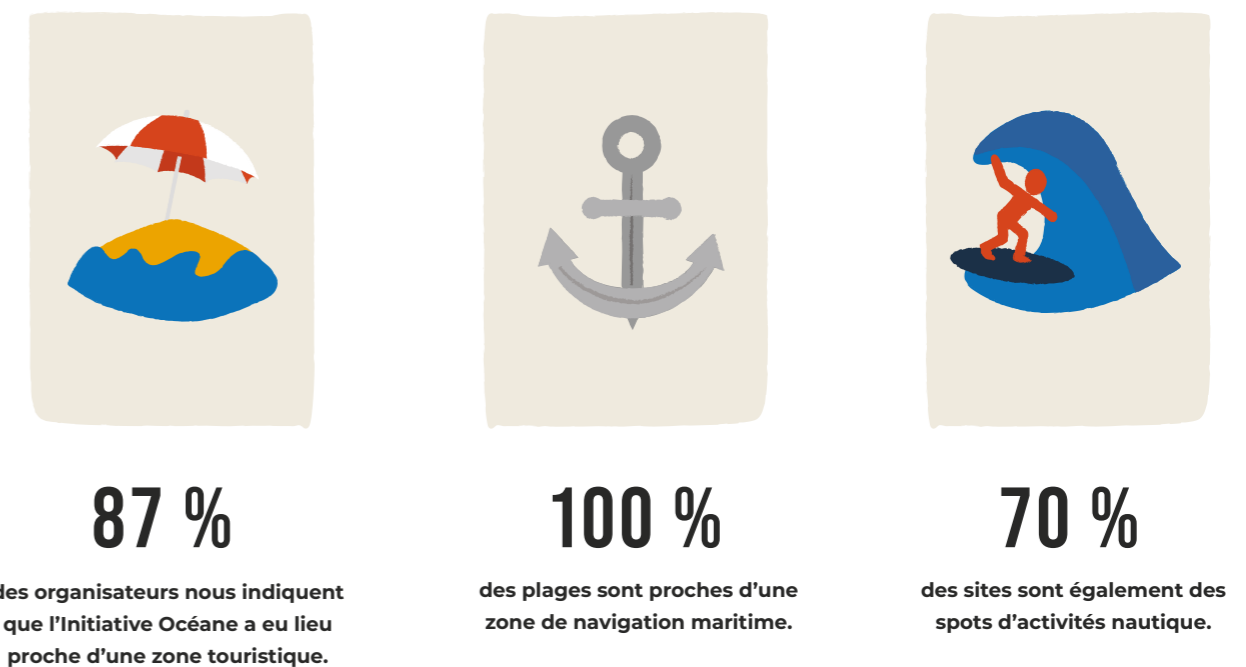 87 %
des organisateurs nous indiquent
que l’Initiative Océane a eu lieu
proche d’une zone touristique.
100 %
des plages sont proches d’une
zone de navigation maritime.
70 %
des sites sont également des
spots d’activités nautique.